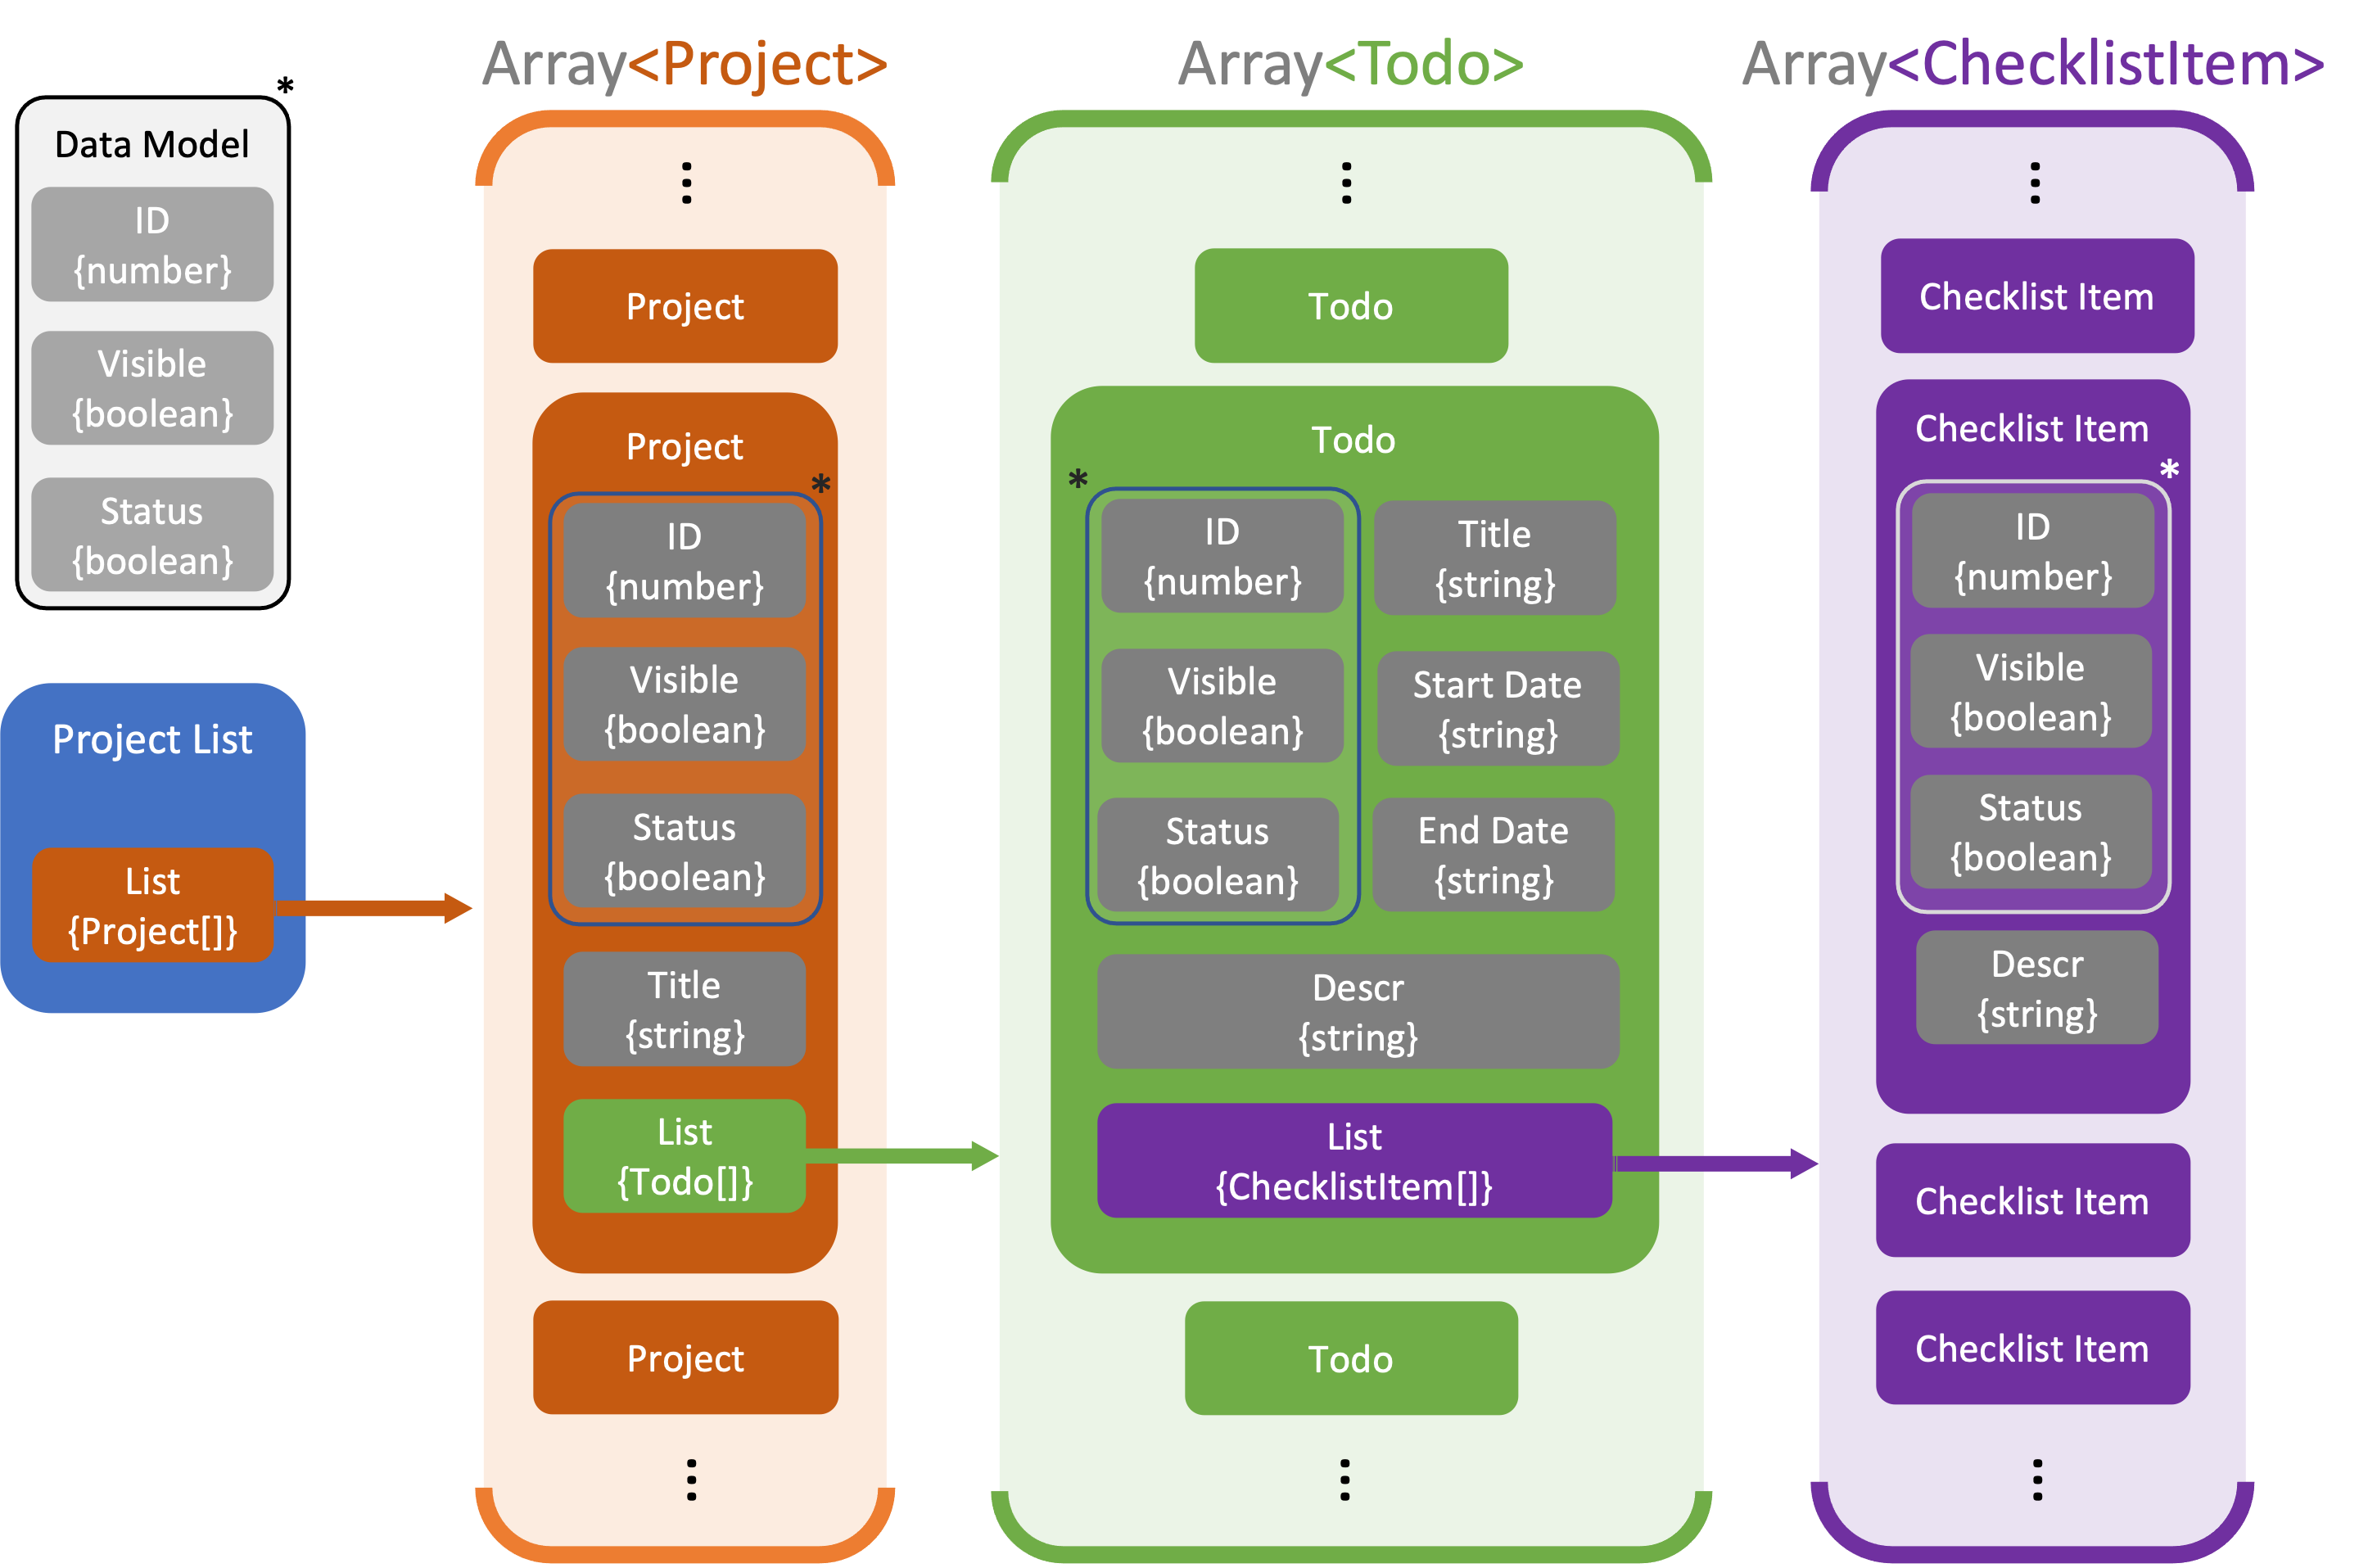 *
Data Model
ID
{number}
Visible
{boolean}
Status
{boolean}
Project List
List
{Project[]}
Array<Project>
Project
Project
*
ID
{number}
Visible
{boolean}
Status
{boolean}
Title
{string}
List
{Todo[]}
Project
Array<Todo>
Todo
Todo
*
ID
{number}
Title
{string}
Visible
{boolean}
Start Date
{string}
Status
{boolean}
End Date
{string}
Descr
{string}
List
{ChecklistItem[]}
Todo
Array<ChecklistItem>
Checklist Item
Checklist Item
*
ID
{number}
Visible
{boolean}
Status
{boolean}
Descr
{string}
Checklist Item
Checklist Item